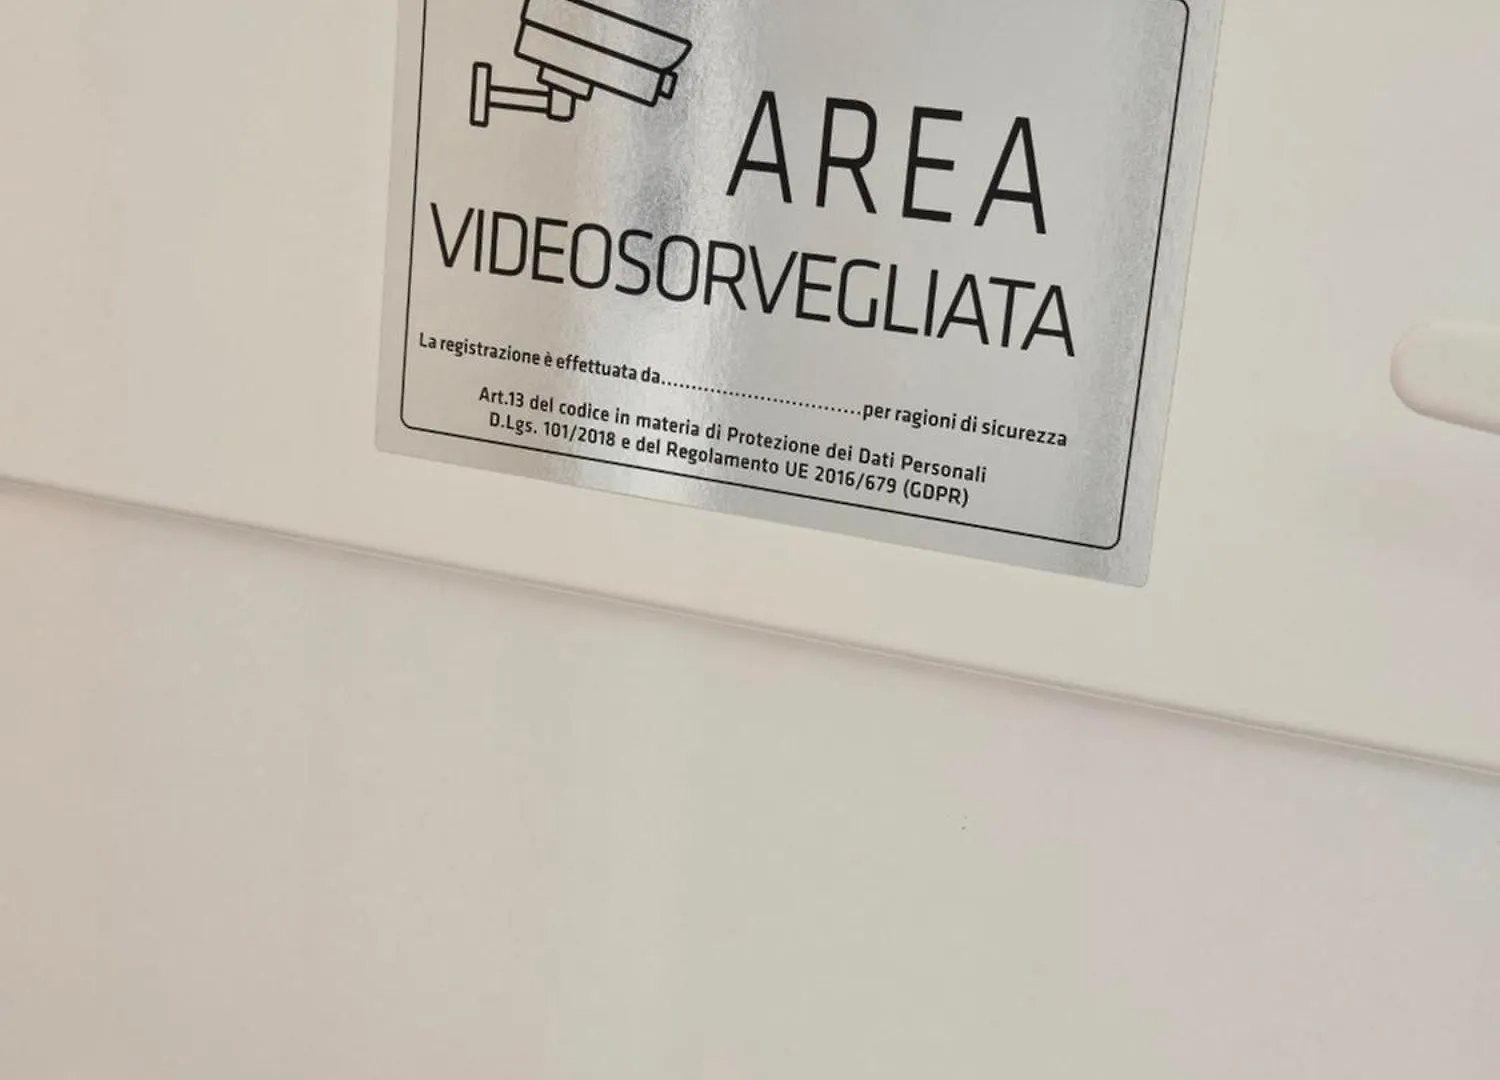 AREA
VIDEOSORVEGLIATA
La registrazione è effettuata da........................................per ragioni di sicurezza
Art.13 del codice in materia di Protezione dei Dati Personali
D.Lgs. 101/2018 e del Regolamento UE 2016/679 (GDPR)